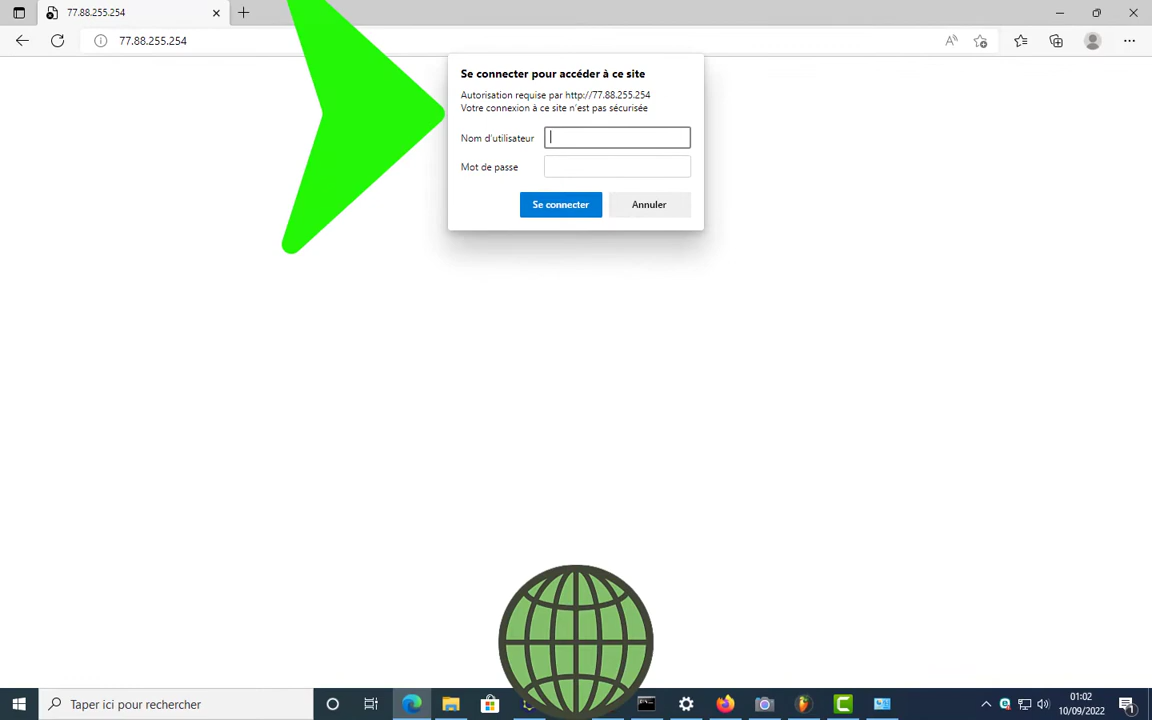 77.88.255.254
77.88.255.254
Se connecter pour accéder à ce site
Autorisation requise par http://77.88.255.254
Votre connexion à ce site n'est pas sécurisée
Nom d'utilisateur
Mot de passe
Se connecter
Annuler
Taper ici pour rechercher
01:02
10/09/2022
1